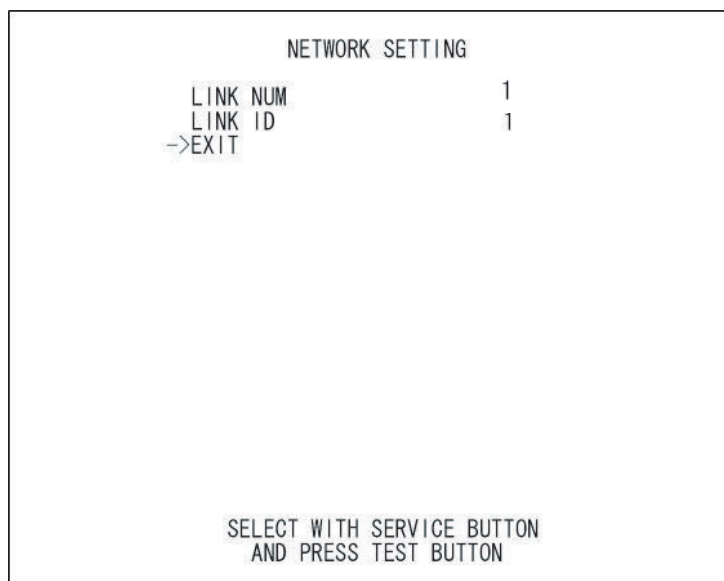 NETWORK SETTING
LINK NUM 1
LINK ID 1
->EXIT
SELECT WITH SERVICE BUTTON
AND PRESS TEST BUTTON